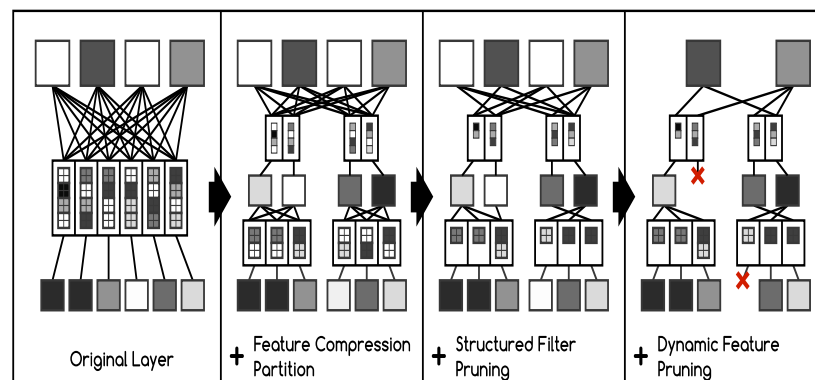 Original Layer
+ Feature Compression
Partition
+ Structured Filter
Pruning
+ Dynamic Feature
Pruning